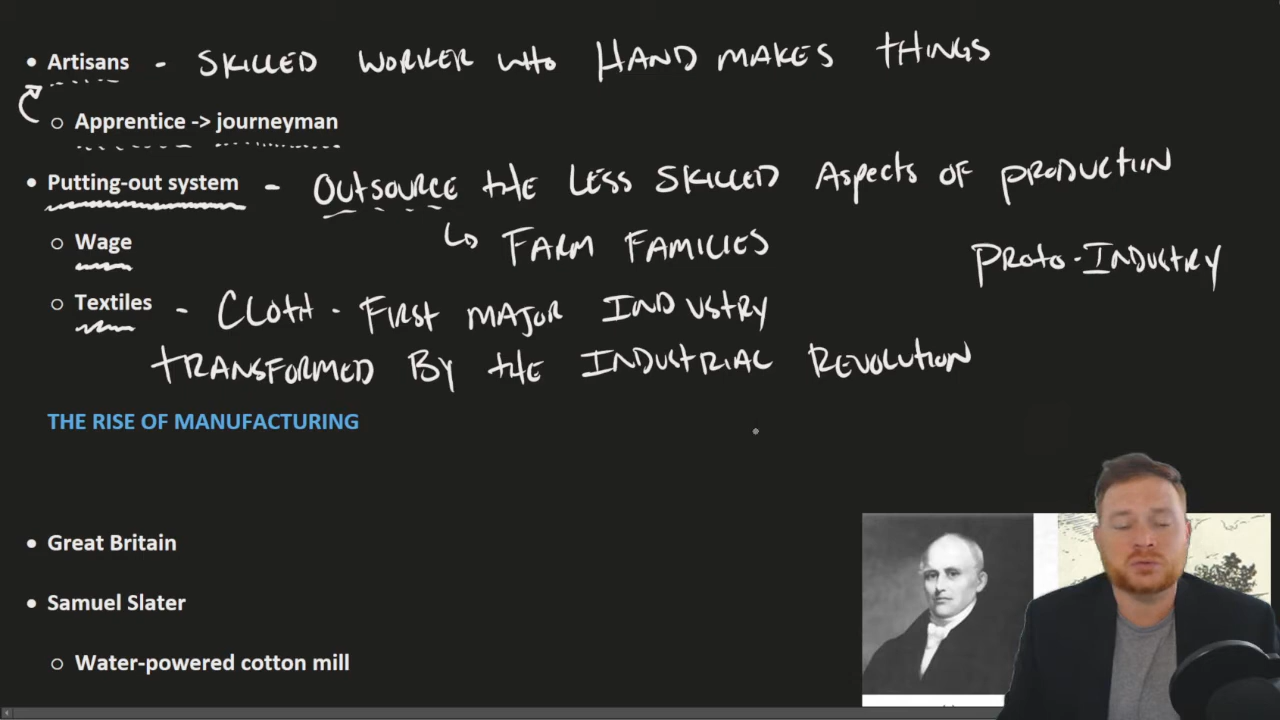 • Artisans - SKILLED WORKER WHO HAND MAKES THINGS
○ Apprentice -> journeyman
• Putting-out system - OUTSOURCE THE LESS SKILLED ASPECTS OF PRODUCTION
○ Wage
↳ FARM FAMILIES
PROTO-INDUSTRY
○ Textiles - CLOTH - FIRST MAJOR INDUSTRY
TRANSFORMED BY THE INDUSTRIAL REVOLUTION
THE RISE OF MANUFACTURING
• Great Britain
• Samuel Slater
○ Water-powered cotton mill